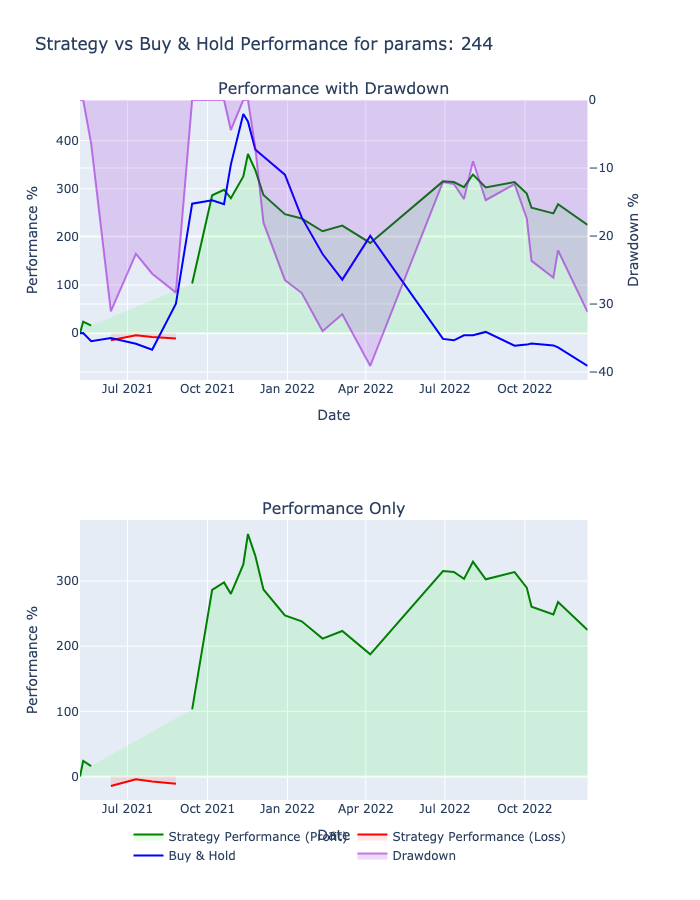 Strategy vs Buy & Hold Performance for params: 244
Performance with Drawdown
400
300
200
100
0
Performance %
0
−10
−20
−30
−40
Drawdown %
Jul 2021 Oct 2021 Jan 2022 Apr 2022 Jul 2022 Oct 2022
Date
Performance Only
300
200
100
0
Performance %
Jul 2021 Oct 2021 Jan 2022 Apr 2022 Jul 2022 Oct 2022
Date
Strategy Performance (Profit) Strategy Performance (Loss)
Buy & Hold Drawdown